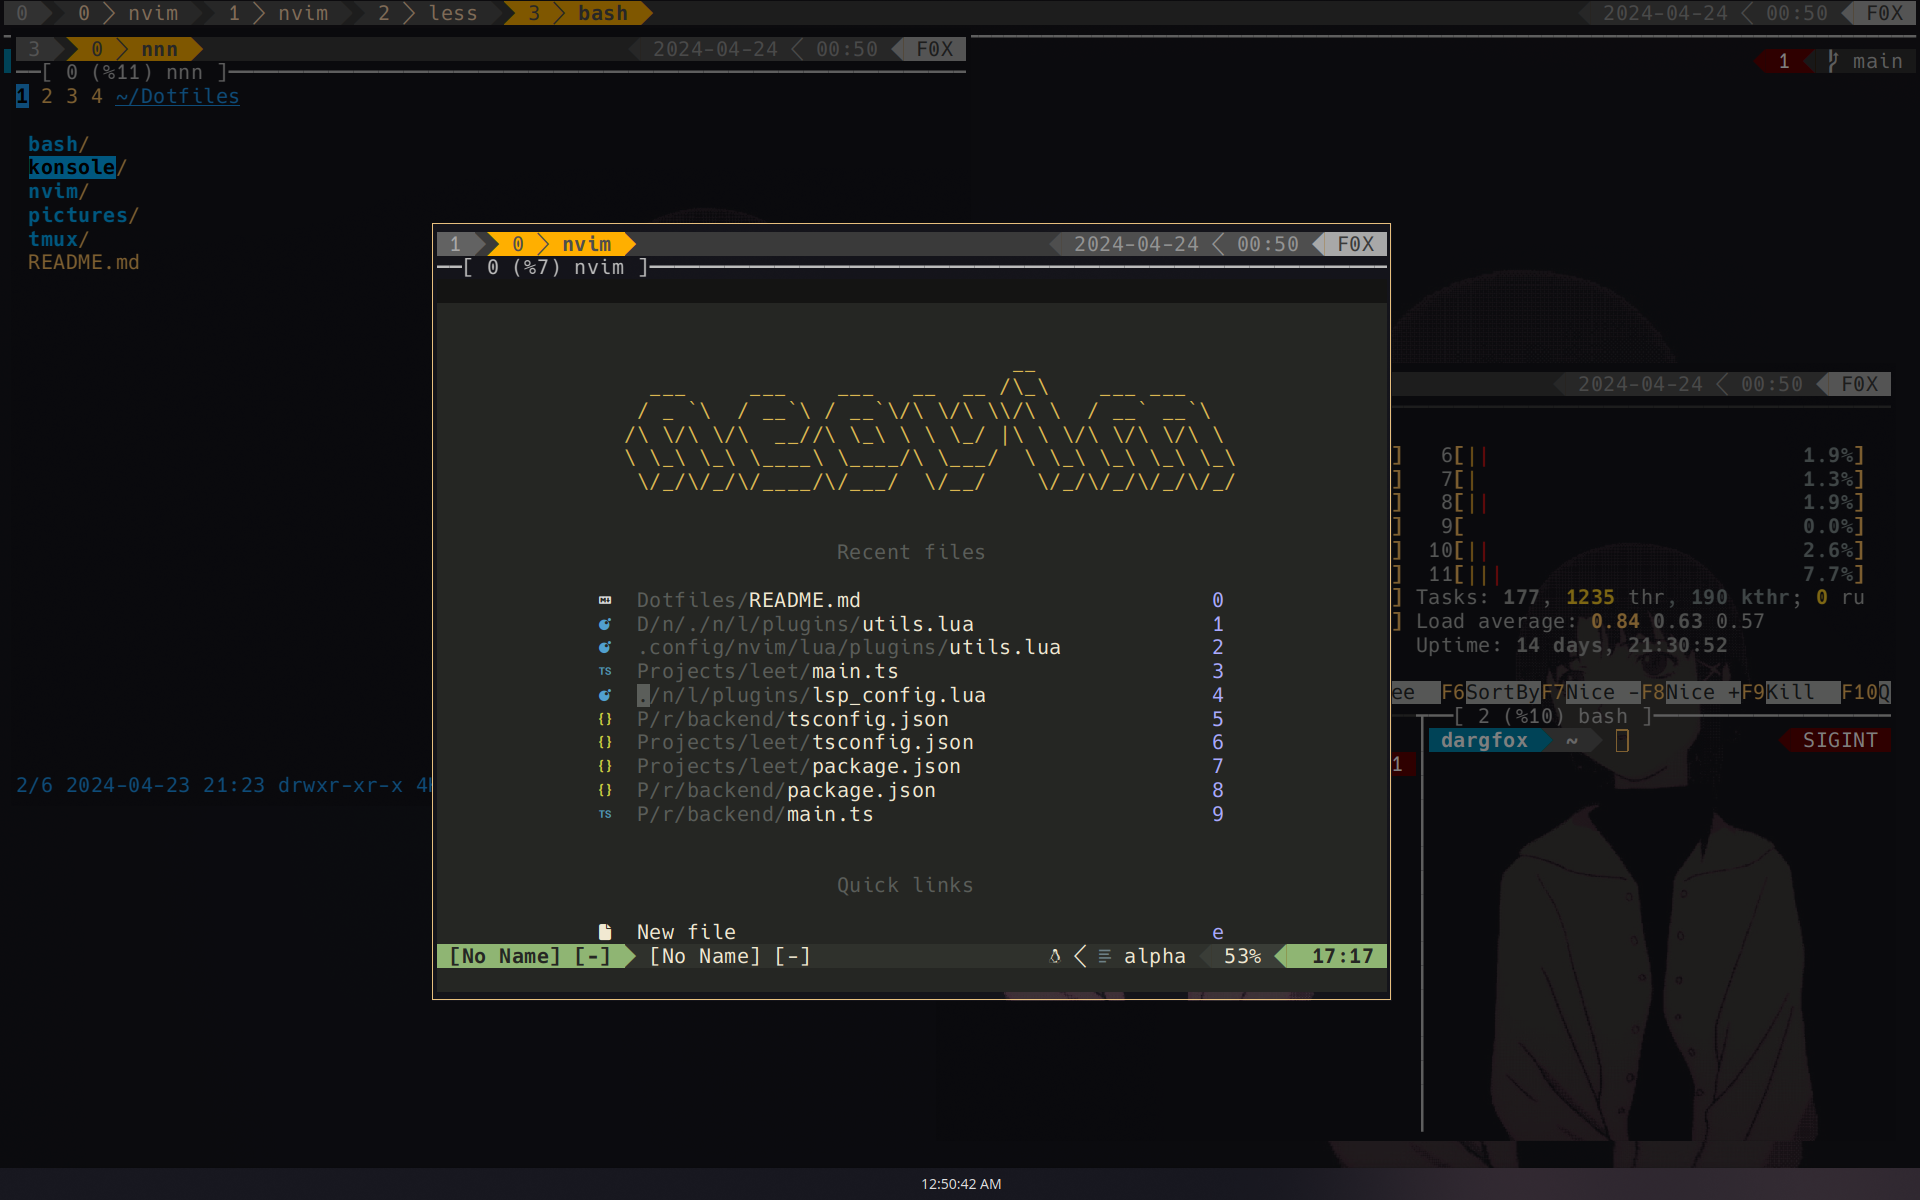 0 0 nvim 1 nvim 2 less 3 bash 2024-04-24 00:50 F0X
3 0 nnn 2024-04-24 00:50 F0X
[ 0 (%11) nnn ]
1 2 3 4 ~/Dotfiles
bash/
konsole/
nvim/
pictures/
tmux/
README.md
2/6 2024-04-23 21:23 drwxr-xr-x 4
1 main
1 0 nvim 2024-04-24 00:50 F0X
[ 0 (%7) nvim ]
neovim
Recent files
Dotfiles/README.md 0
D/n/./n/l/plugins/utils.lua 1
.config/nvim/lua/plugins/utils.lua 2
TS Projects/leet/main.ts 3
./n/l/plugins/lsp_config.lua 4
{} P/r/backend/tsconfig.json 5
{} Projects/leet/tsconfig.json 6
{} Projects/leet/package.json 7
{} P/r/backend/package.json 8
TS P/r/backend/main.ts 9
Quick links
New file e
[No Name] [-] [No Name] [-] alpha 53% 17:17
2024-04-24 00:50 F0X
] 6[|| 1.9%]
] 7[| 1.3%]
] 8[|| 1.9%]
] 9[ 0.0%]
] 10[|| 2.6%]
] 11[||| 7.7%]
] Tasks: 177, 1235 thr, 190 kthr; 0 ru
] Load average: 0.84 0.63 0.57
Uptime: 14 days, 21:30:52
ee F6SortByF7Nice -F8Nice +F9Kill F10Q
[ 2 (%10) bash ]
dargfox ~ SIGINT
1
12:50:42 AM